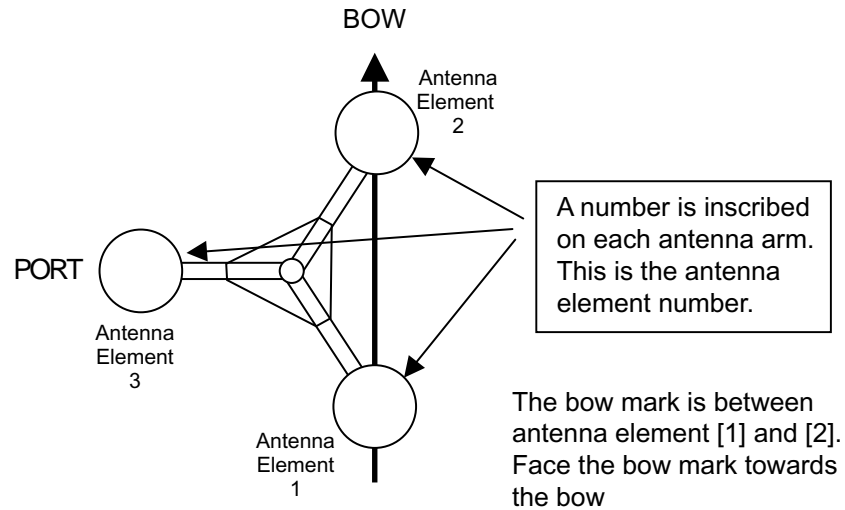 BOW
Antenna
Element
2
A number is inscribed
on each antenna arm.
This is the antenna
element number.
PORT
Antenna
Element
3
The bow mark is between
antenna element [1] and [2].
Face the bow mark towards
the bow
Antenna
Element
1